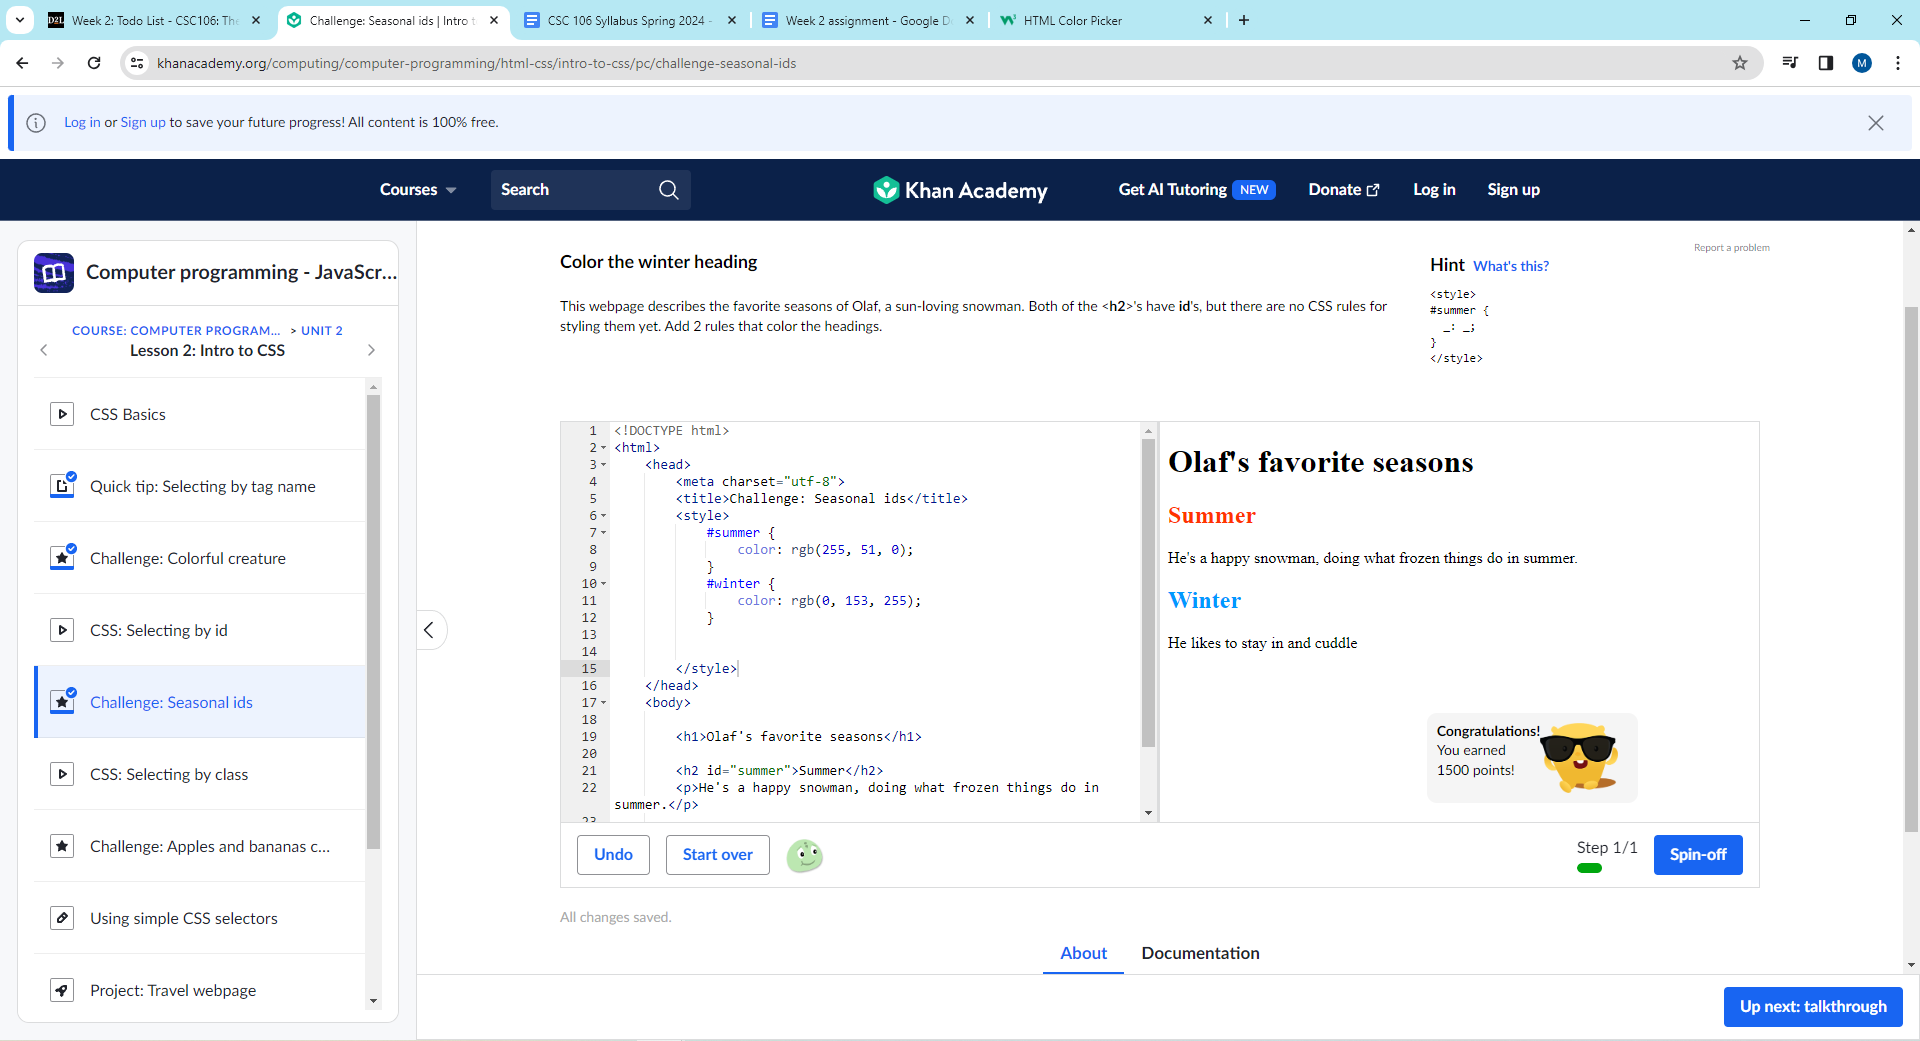 Week 2: Todo List - CSC106: The
Challenge: Seasonal ids | Intro t
CSC 106 Syllabus Spring 2024 -
Week 2 assignment - Google D
HTML Color Picker
khanacademy.org/computing/computer-programming/html-css/intro-to-css/pc/challenge-seasonal-ids
M
Log in or Sign up to save your future progress! All content is 100% free.
Courses
Search
Khan Academy
Get AI Tutoring NEW
Donate
Log in
Sign up
Computer programming - JavaScr...
COURSE: COMPUTER PROGRAM... > UNIT 2
Lesson 2: Intro to CSS
CSS Basics
Quick tip: Selecting by tag name
Challenge: Colorful creature
CSS: Selecting by id
Challenge: Seasonal ids
CSS: Selecting by class
Challenge: Apples and bananas c...
Using simple CSS selectors
Project: Travel webpage
Report a problem
Color the winter heading
This webpage describes the favorite seasons of Olaf, a sun-loving snowman. Both of the <h2>'s have id's, but there are no CSS rules for
styling them yet. Add 2 rules that color the headings.
Hint What's this?
<style>
#summer {
_: _;
}
</style>
1 <!DOCTYPE html>
2 <html>
3 <head>
4 <meta charset="utf-8">
5 <title>Challenge: Seasonal ids</title>
6 <style>
7 #summer {
8 color: rgb(255, 51, 0);
9 }
10 #winter {
11 color: rgb(0, 153, 255);
12 }
13
14
15 </style>
16 </head>
17 <body>
18
19 <h1>Olaf's favorite seasons</h1>
20
21 <h2 id="summer">Summer</h2>
22 <p>He's a happy snowman, doing what frozen things do in
summer.</p>
23
Olaf's favorite seasons
Summer
He's a happy snowman, doing what frozen things do in summer.
Winter
He likes to stay in and cuddle
Congratulations!
You earned
1500 points!
Undo
Start over
Step 1/1
Spin-off
All changes saved.
About
Documentation
Up next: talkthrough